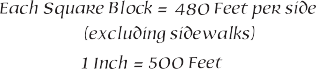 Each Square Block = 480 Feet per side
(excluding sidewalks)
1 Inch = 500 Feet